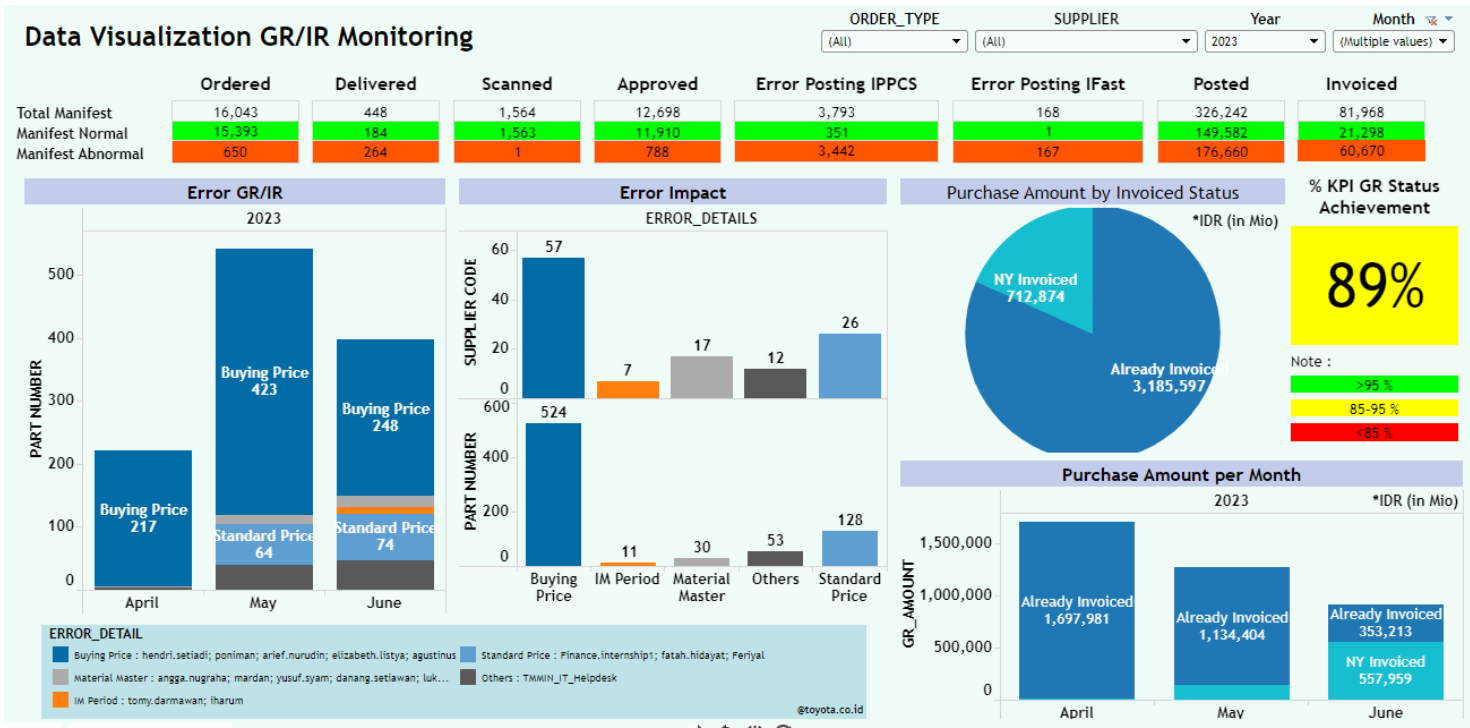 Data Visualization GR/IR Monitoring
ORDER_TYPE SUPPLIER Year Month
(All) (All) 2023 (Multiple values)
Ordered Delivered Scanned Approved Error Posting IPPCS Error Posting IFast Posted Invoiced
Total Manifest 16,043 448 1,564 12,698 3,793 168 326,242 81,968
Manifest Normal 15,393 184 1,563 11,910 351 1 149,582 21,298
Manifest Abnormal 650 264 1 788 3,442 167 176,660 60,670
Error GR/IR
2023
PART NUMBER
500
400
300
200
100
0
Buying Price
217
Buying Price
423
Standard Price
64
Buying Price
248
Standard Price
74
April May June
Error Impact
ERROR_DETAILS
SUPPLIER CODE
60
40
20
0
57
7
17
12
26
PART NUMBER
600
400
200
0
524
11
30
53
128
Buying Price
IM Period
Material Master
Others
Standard Price
Purchase Amount by Invoiced Status
*IDR (in Mio)
NY Invoiced
712,874
Already Invoiced
3,185,597
% KPI GR Status
Achievement
89%
Note :
>95 %
85-95 %
<85 %
Purchase Amount per Month
2023 *IDR (in Mio)
GR_AMOUNT
1,500,000
1,000,000
500,000
0
Already Invoiced
1,697,981
Already Invoiced
1,134,404
Already Invoiced
353,213
NY Invoiced
557,959
April May June
ERROR_DETAIL
Buying Price : hendri.setiadi; poniman; arief.nurudin; elizabeth.listya; agustinus
Standard Price : Finance.internship1; fatah.hidayat; Feriyal
Material Master : angga.nugraha; mardan; yusuf.syam; danang.setiawan; luk...
Others : TMMIN_IT_Helpdesk
IM Period : tomy.darmawan; iharum
@toyota.co.id